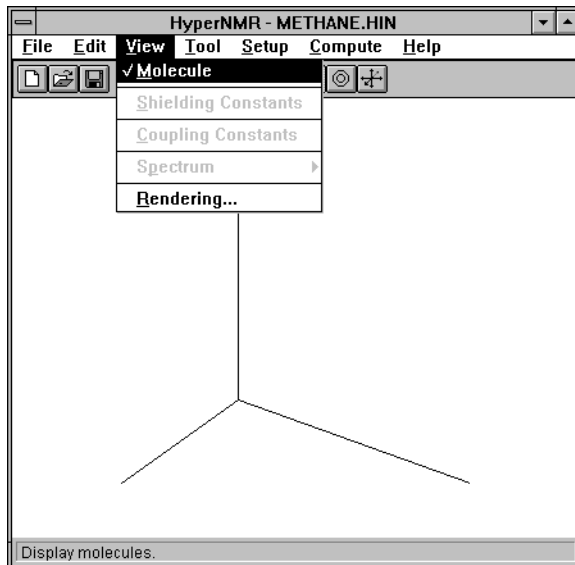 HyperNMR - METHANE.HIN
File Edit View Tool Setup Compute Help
✓Molecule
Shielding Constants
Coupling Constants
Spectrum
Rendering...
Display molecules.